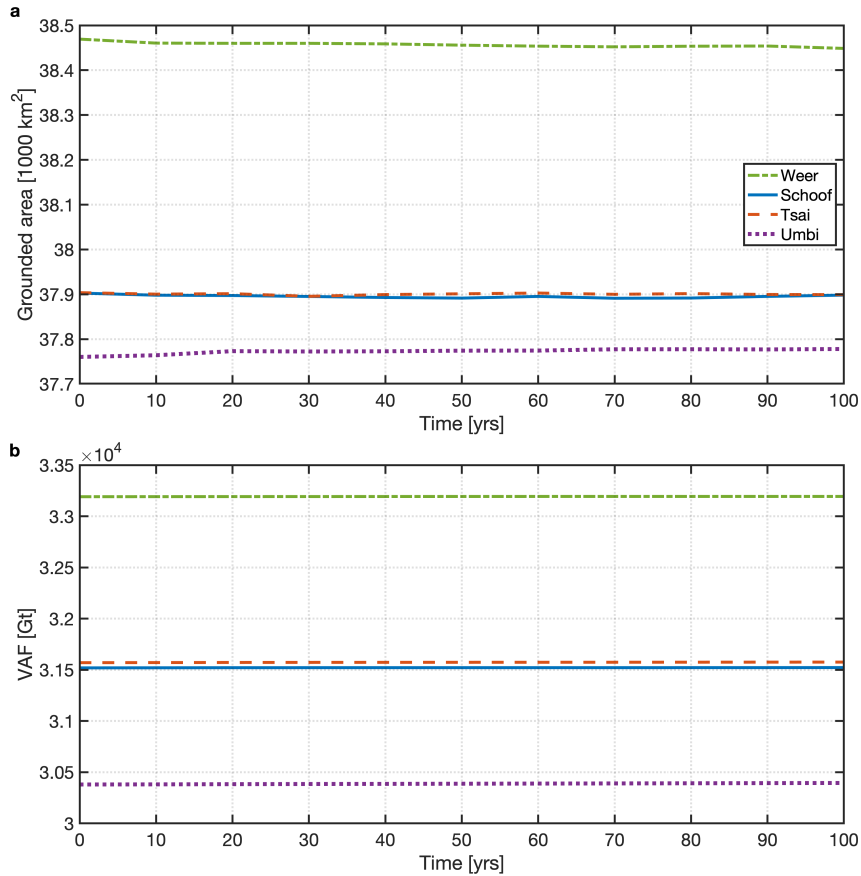 a
38.5
38.4
38.3
38.2
38.1
38
37.9
37.8
37.7
Grounded area [1000 km²]
Weer
Schoof
Tsai
Umbi
0 10 20 30 40 50 60 70 80 90 100
Time [yrs]
b
×10⁴
3.35
3.3
3.25
3.2
3.15
3.1
3.05
3
VAF [Gt]
0 10 20 30 40 50 60 70 80 90 100
Time [yrs]